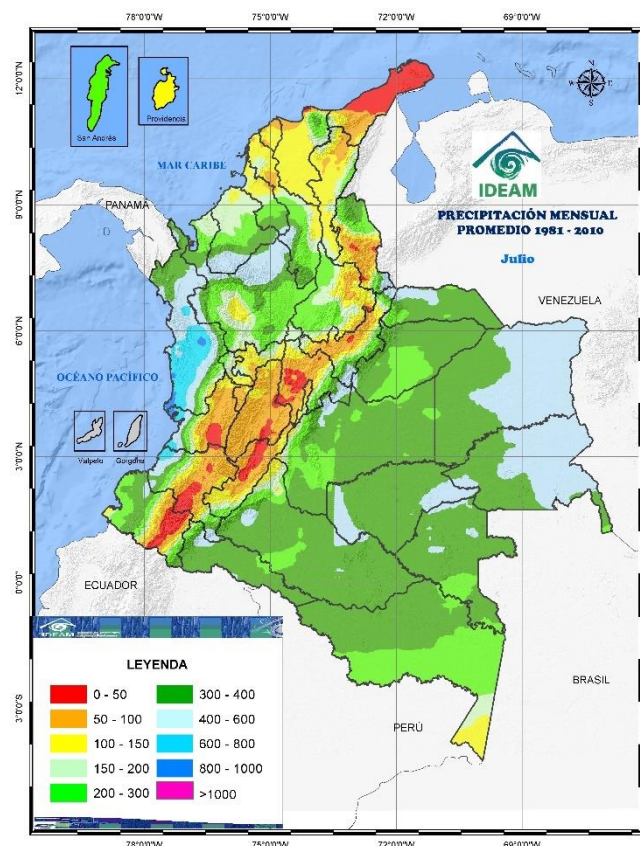 78°0'0"W 75°0'0"W 72°0'0"W 69°0'0"W
12°0'0"N
9°0'0"N
6°0'0"N
3°0'0"N
0°0'0"N
3°0'0"S
San Andrés
Providencia
N
W E
S
MAR CARIBE
IDEAM
PANAMÁ
PRECIPITACIÓN MENSUAL
PROMEDIO 1981 - 2010
Julio
VENEZUELA
OCÉANO PACÍFICO
Malpelo
Gorgona
ECUADOR
IDEAM
LEYENDA
0 - 50 300 - 400
50 - 100 400 - 600
100 - 150 600 - 800
150 - 200 800 - 1000
200 - 300 >1000
BRASIL
PERÚ
78°0'0"W 75°0'0"W 72°0'0"W 69°0'0"W